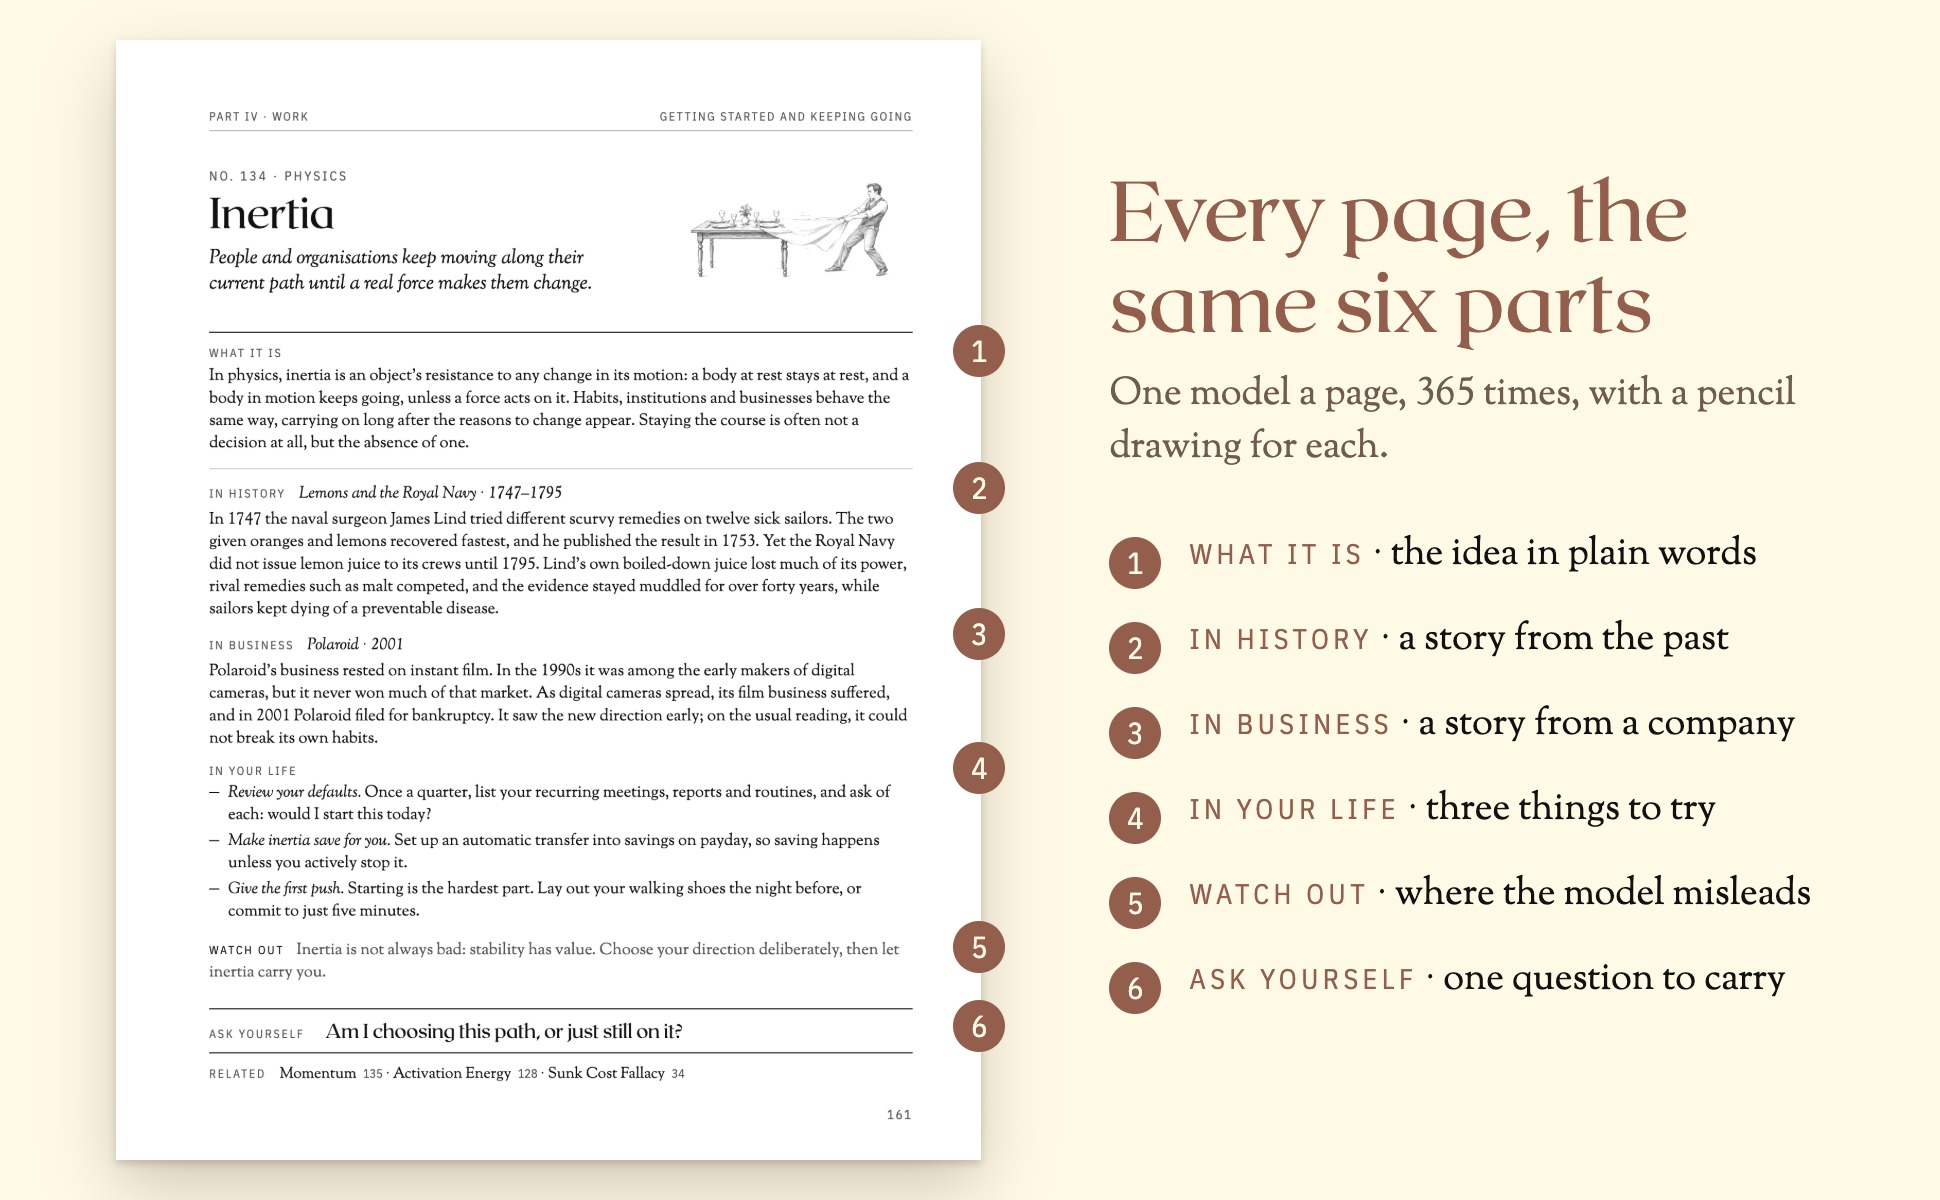 PART IV · WORK
GETTING STARTED AND KEEPING GOING
NO. 134 · PHYSICS
Inertia
People and organisations keep moving along their
current path until a real force makes them change.
WHAT IT IS
In physics, inertia is an object’s resistance to any change in its motion: a body at rest stays at rest, and a
body in motion keeps going, unless a force acts on it. Habits, institutions and businesses behave the
same way, carrying on long after the reasons to change appear. Staying the course is often not a
decision at all, but the absence of one.
IN HISTORY Lemons and the Royal Navy · 1747–1795
In 1747 the naval surgeon James Lind tried different scurvy remedies on twelve sick sailors. The two
given oranges and lemons recovered fastest, and he published the result in 1753. Yet the Royal Navy
did not issue lemon juice to its crews until 1795. Lind’s own boiled-down juice lost much of its power,
rival remedies such as malt competed, and the evidence stayed muddled for over forty years, while
sailors kept dying of a preventable disease.
IN BUSINESS Polaroid · 2001
Polaroid’s business rested on instant film. In the 1990s it was among the early makers of digital
cameras, but it never won much of that market. As digital cameras spread, its film business suffered,
and in 2001 Polaroid filed for bankruptcy. It saw the new direction early; on the usual reading, it could
not break its own habits.
IN YOUR LIFE
– Review your defaults. Once a quarter, list your recurring meetings, reports and routines, and ask of
each: would I start this today?
– Make inertia save for you. Set up an automatic transfer into savings on payday, so saving happens
unless you actively stop it.
– Give the first push. Starting is the hardest part. Lay out your walking shoes the night before, or
commit to just five minutes.
WATCH OUT Inertia is not always bad: stability has value. Choose your direction deliberately, then let
inertia carry you.
ASK YOURSELF Am I choosing this path, or just still on it?
RELATED Momentum 135 · Activation Energy 128 · Sunk Cost Fallacy 34
161
1
2
3
4
5
6
Every page, the
same six parts
One model a page, 365 times, with a pencil
drawing for each.
1 WHAT IT IS · the idea in plain words
2 IN HISTORY · a story from the past
3 IN BUSINESS · a story from a company
4 IN YOUR LIFE · three things to try
5 WATCH OUT · where the model misleads
6 ASK YOURSELF · one question to carry